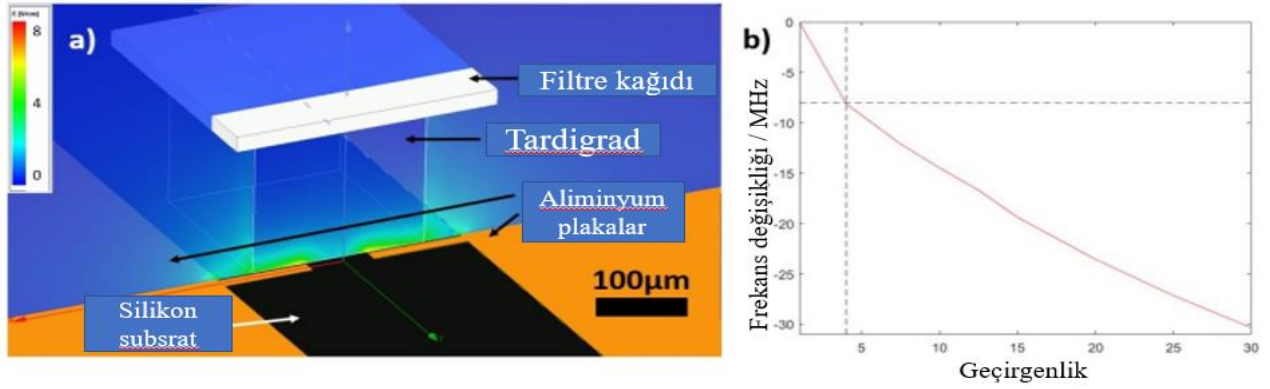 E [V/cm]
a)
8
4
0
Filtre kağıdı
Tardigrad
Aliminyum
plakalar
100µm
Silikon
subsrat
b)
Frekans değişikliği / MHz
0
-5
-10
-15
-20
-25
-30
5
10
15
20
25
30
Geçirgenlik